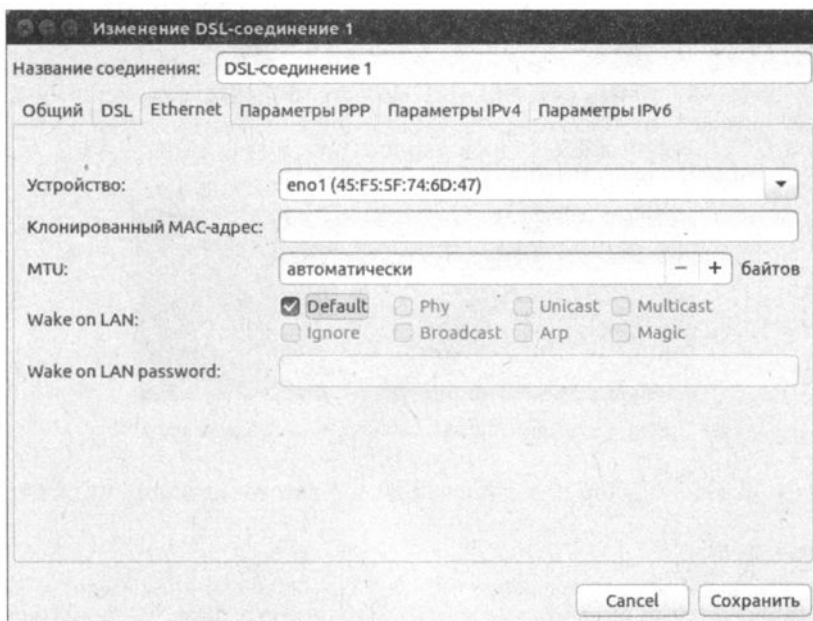 Изменение DSL-соединение 1
Название соединения: DSL-соединение 1
Общий DSL Ethernet Параметры PPP Параметры IPv4 Параметры IPv6
Устройство: eno1 (45:F5:5F:74:6D:47)
Клонированный MAC-адрес:
MTU: автоматически − + байтов
Wake on LAN: Default Phy Unicast Multicast
Ignore Broadcast Arp Magic
Wake on LAN password:
Cancel Сохранить